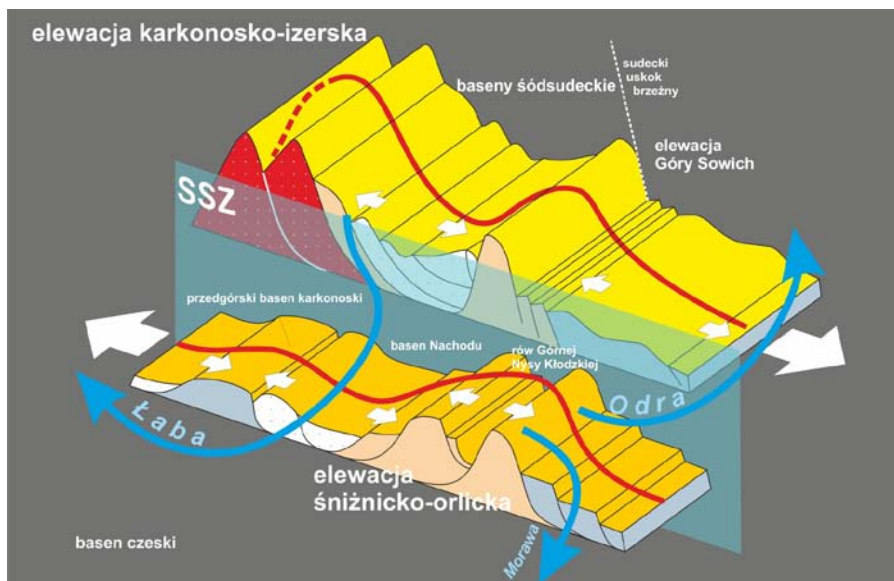 elewacja karkonosko-izerska
sudecki
uskok
brzeżny
baseny śódsudeckie
elewacja
Góry Sowich
SSZ
przedgórski basen karkonoski
basen Nachodu
rów Górnej
Nysy Kłodzkiej
Łaba
Odra
elewacja
śniżnicko-orlicka
Morawa
basen czeski